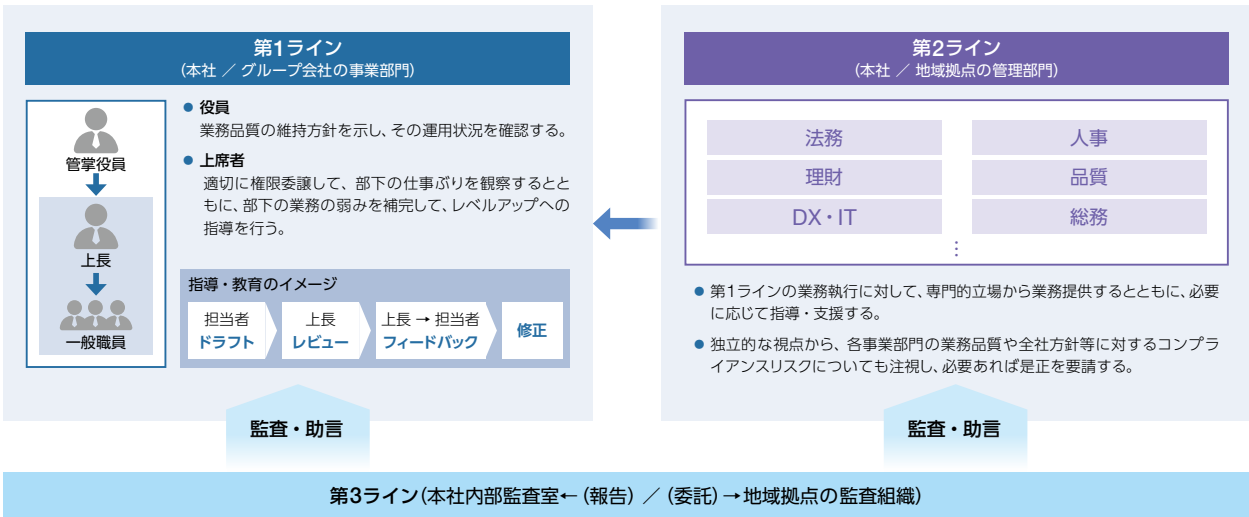 第1ライン
(本社 ／ グループ会社の事業部門)
管掌役員
上長
一般職員
● 役員
業務品質の維持方針を示し、その運用状況を確認する。
● 上席者
適切に権限委譲して、部下の仕事ぶりを観察するとと
もに、部下の業務の弱みを補完して、レベルアップへの
指導を行う。
指導・教育のイメージ
担当者
ドラフト
上長
レビュー
上長 → 担当者
フィードバック
修正
第2ライン
(本社 ／ 地域拠点の管理部門)
法務
人事
理財
品質
DX・IT
総務
⋮
● 第1ラインの業務執行に対して、専門的立場から業務提供するとともに、必要
に応じて指導・支援する。
● 独立的な視点から、各事業部門の業務品質や全社方針等に対するコンプラ
イアンスリスクについても注視し、必要あれば是正を要請する。
監査・助言
監査・助言
第3ライン(本社内部監査室←(報告) ／ (委託)→地域拠点の監査組織)